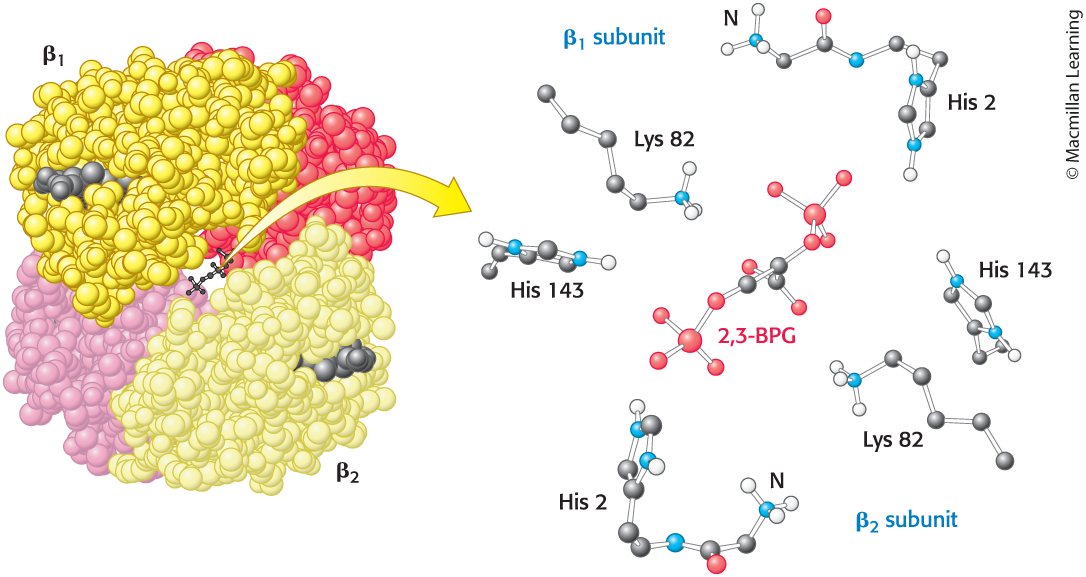 β1
β2
β1 subunit
N
His 2
Lys 82
His 143
2,3-BPG
His 143
Lys 82
His 2
N
β2 subunit
© Macmillan Learning